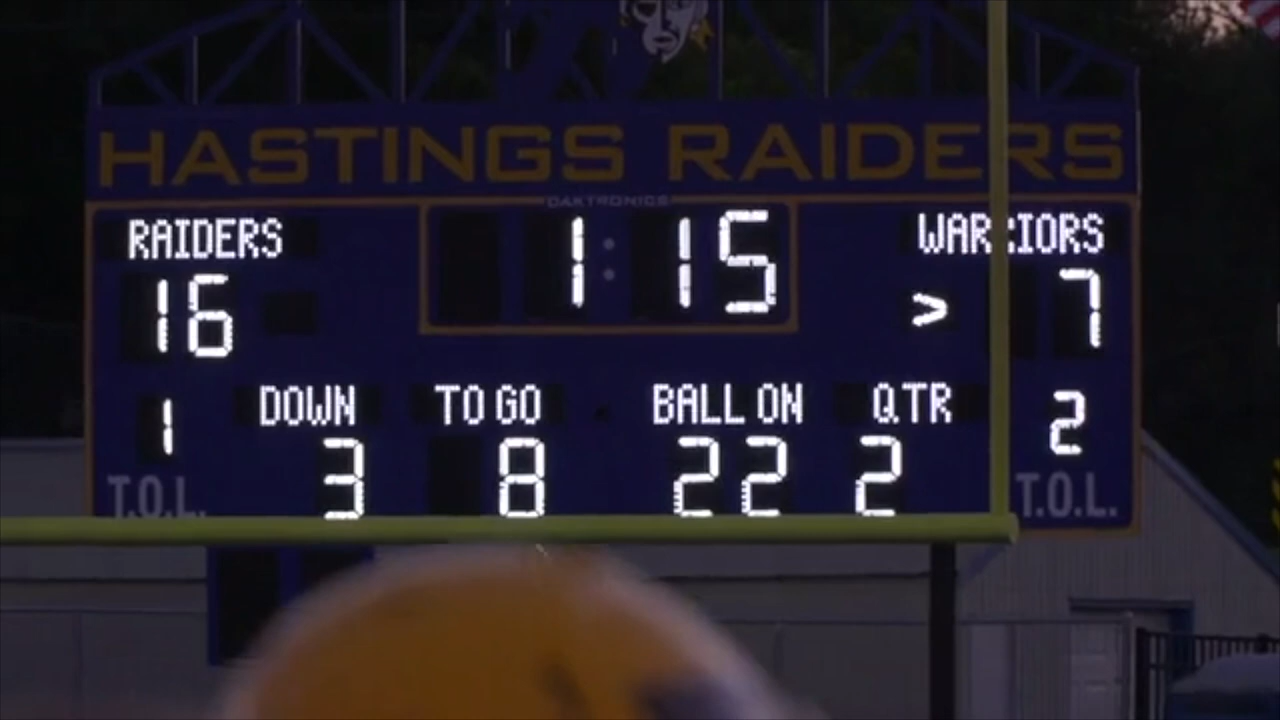 HASTINGS RAIDERS
DAKTRONICS
RAIDERS 1:15 WARRIORS
16 > 7
DOWN TO GO BALL ON QTR
1 3 8 22 2 2
T.O.L. T.O.L.